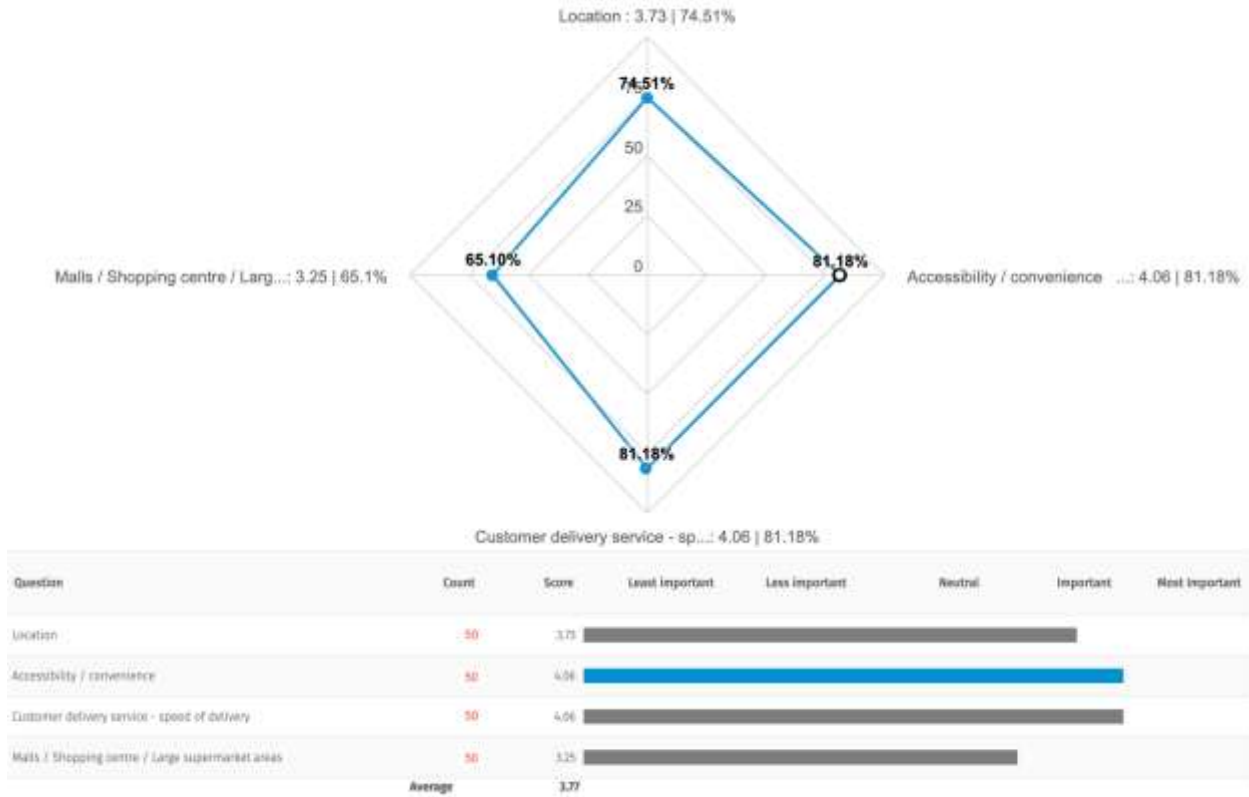 Location : 3.73 | 74.51%
74.51%
75
50
25
0
65.10%
81.18%
Malls / Shopping centre / Larg...: 3.25 | 65.1%
Accessibility / convenience ...: 4.06 | 81.18%
81.18%
Customer delivery service - sp...: 4.06 | 81.18%
Question Count Score Least important Less important Neutral Important Most important
Location 50 3.73
Accessibility / convenience 50 4.06
Customer delivery service - speed of delivery 50 4.06
Malls / Shopping centre / Large supermarket areas 50 3.25
Average 3.77